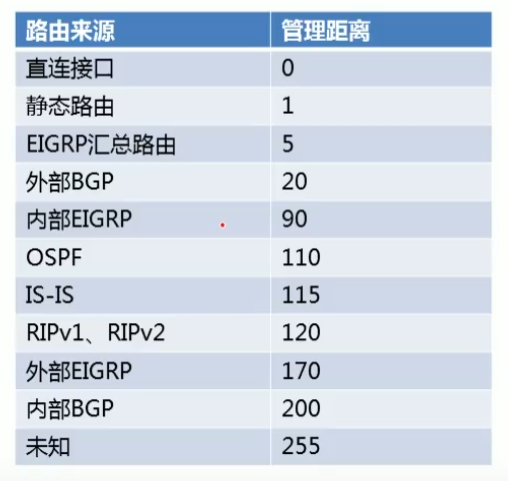 路由来源 管理距离
直连接口 0
静态路由 1
EIGRP汇总路由 5
外部BGP 20
内部EIGRP 90
OSPF 110
IS-IS 115
RIPv1、RIPv2 120
外部EIGRP 170
内部BGP 200
未知 255